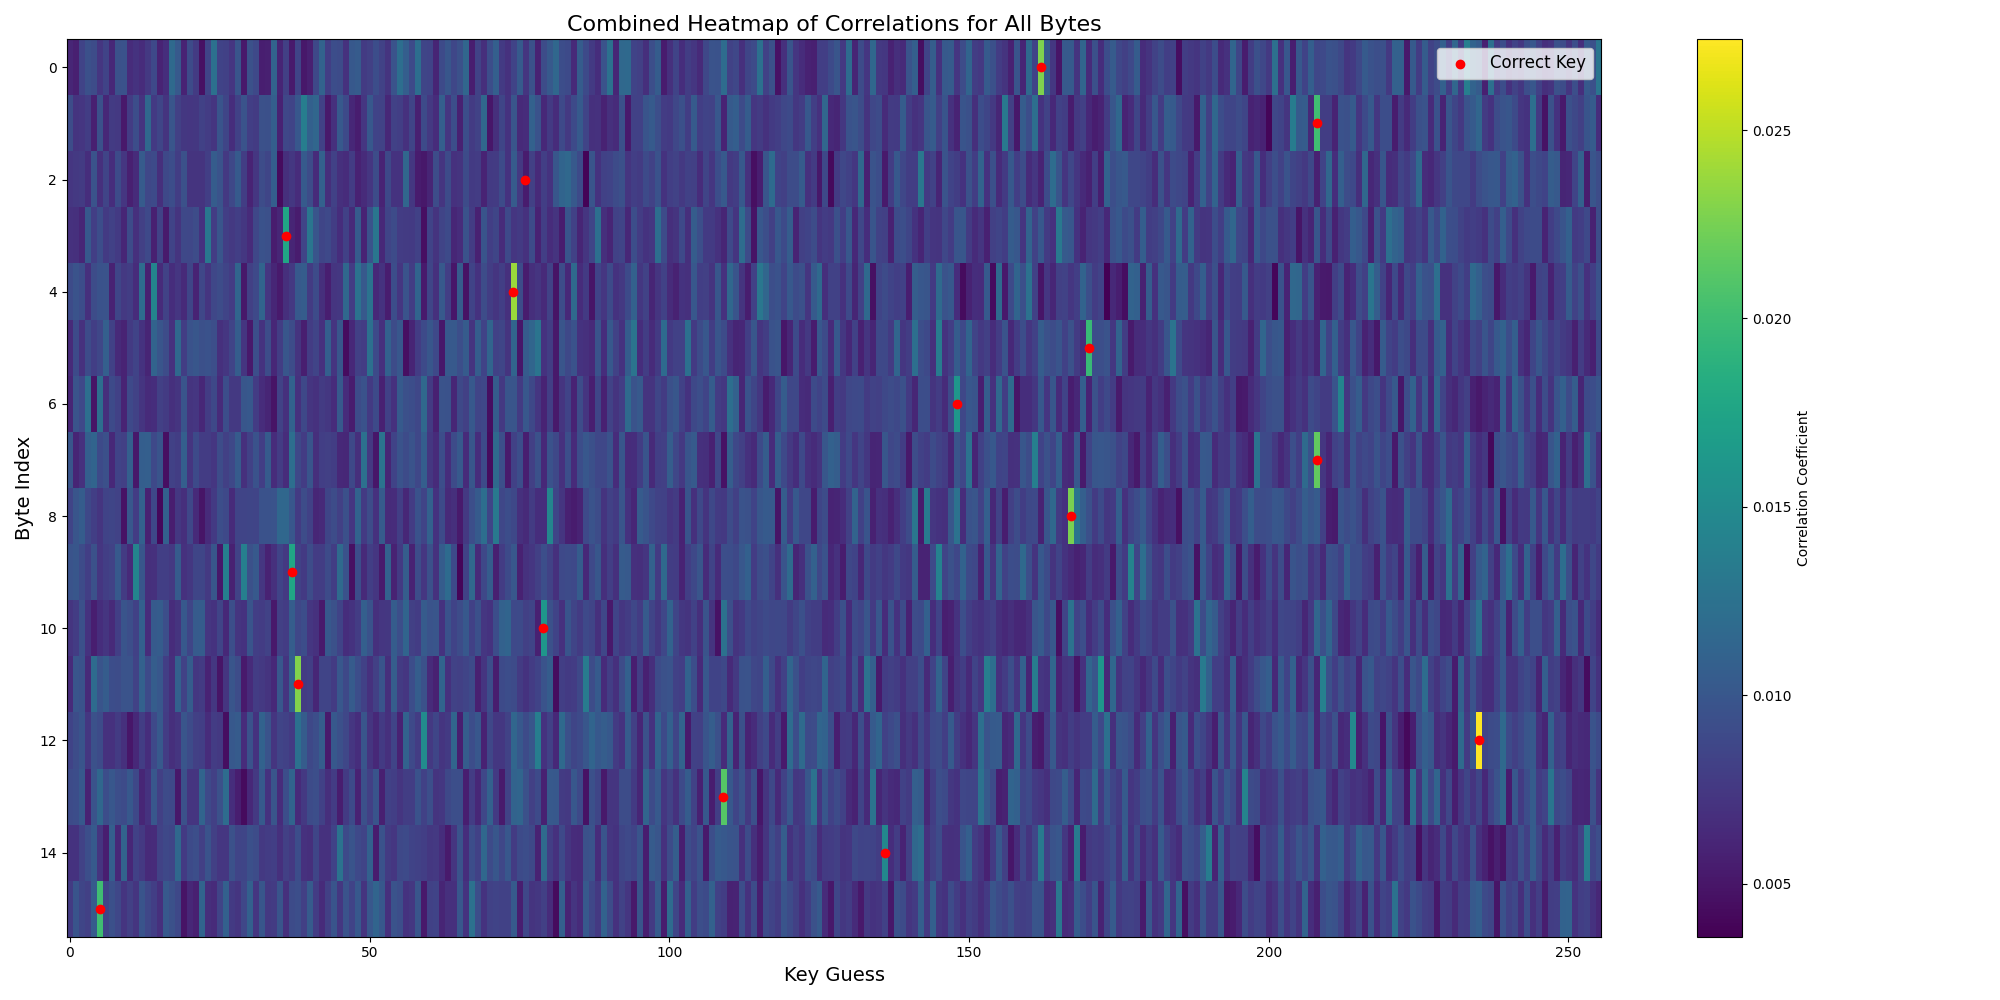 Combined Heatmap of Correlations for All Bytes
Correct Key
Byte Index
0
2
4
6
8
10
12
14
0 50 100 150 200 250
Key Guess
0.025
0.020
0.015
0.010
0.005
Correlation Coefficient